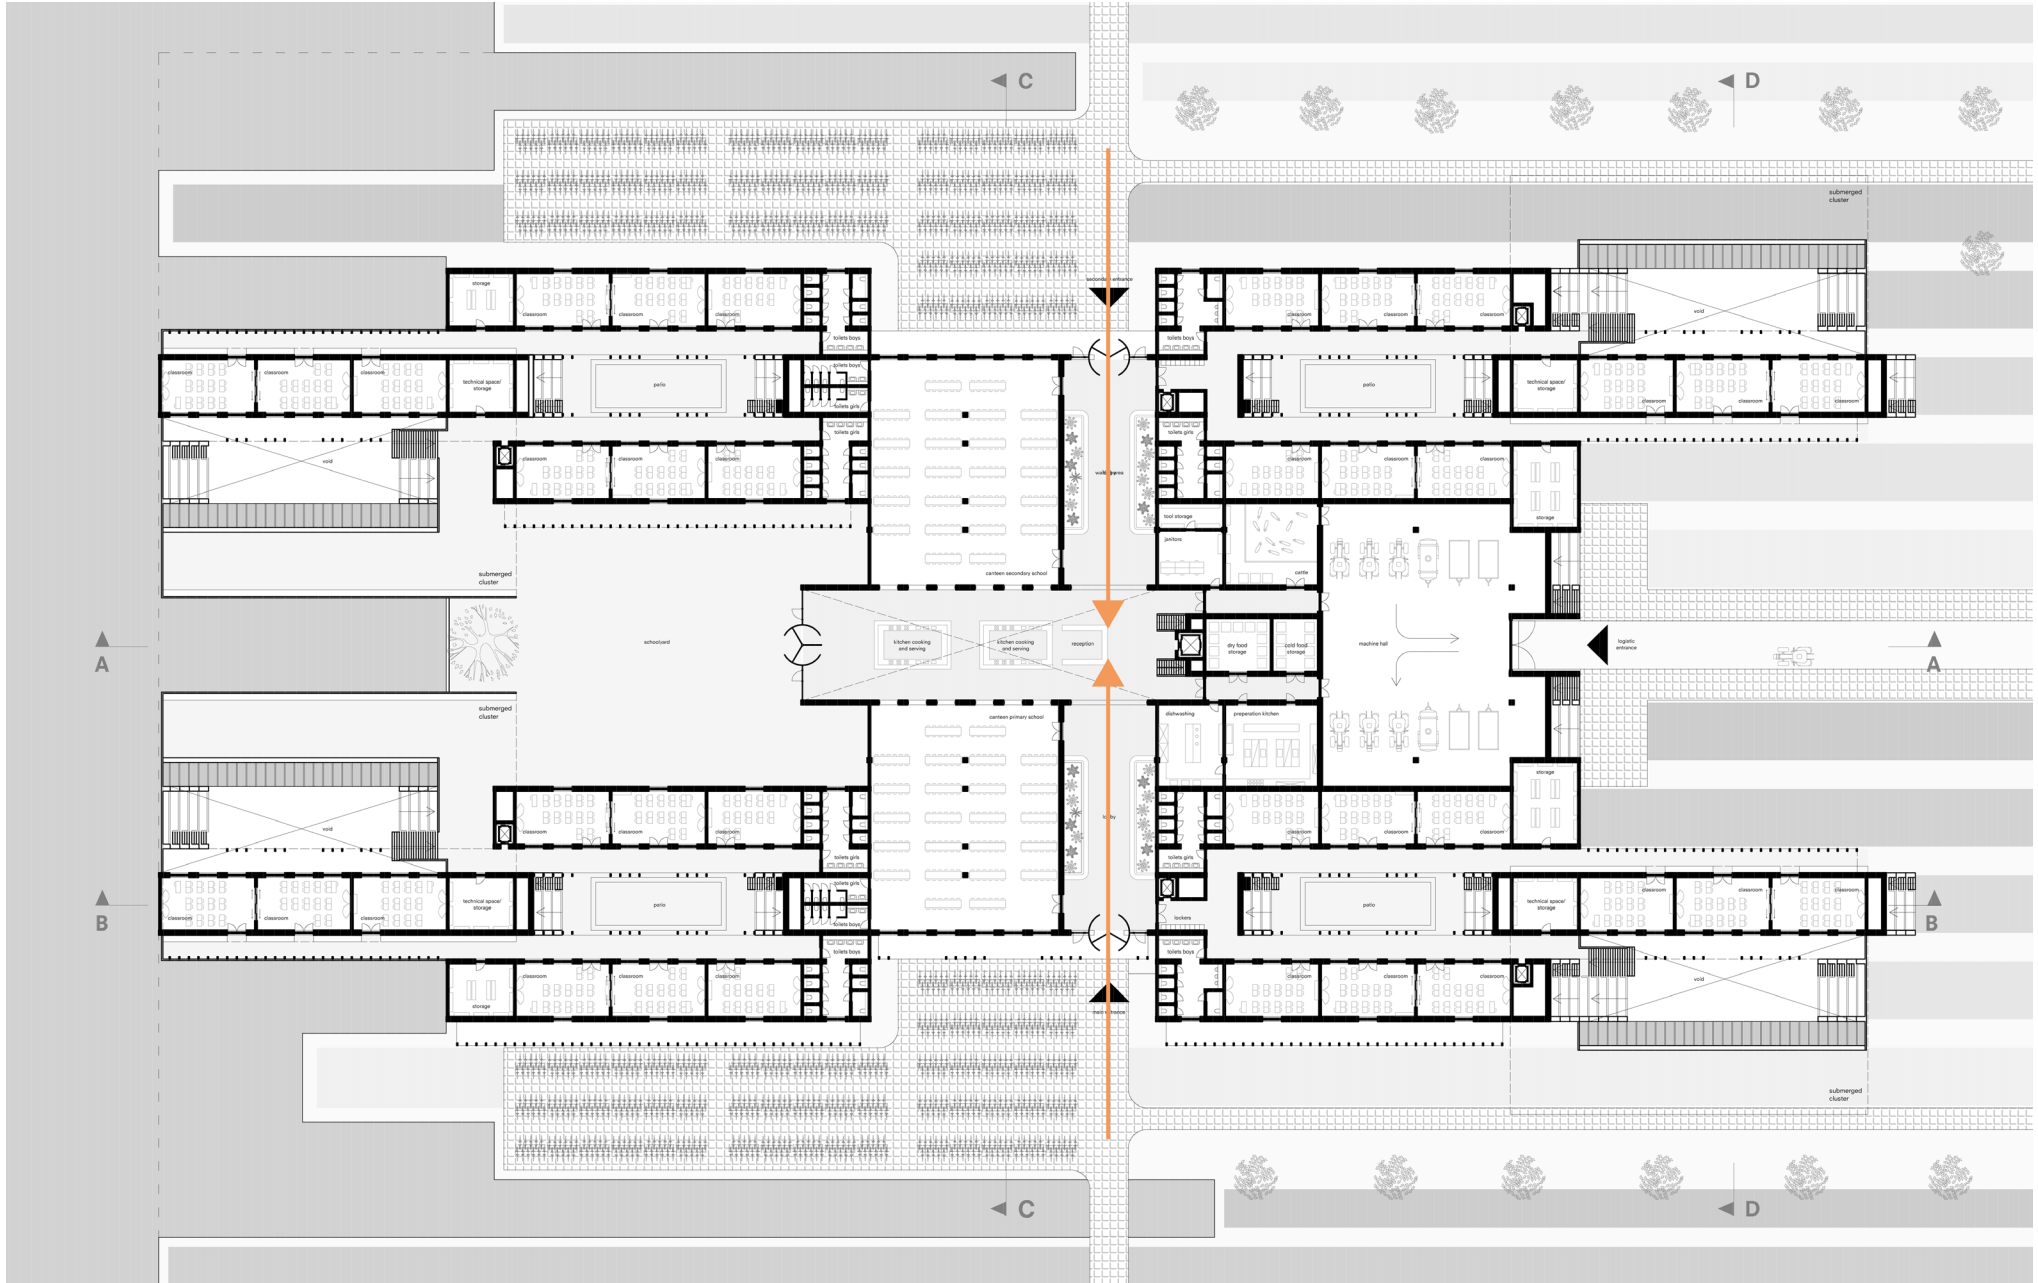 C
D
submerged
cluster
secondary entrance
storage
classroom
classroom
classroom
classroom
classroom
classroom
void
toilets boys
toilets boys
classroom
classroom
classroom
technical space/
storage
patio
toilets boys
toilets girls
toilets girls
patio
technical space/
storage
classroom
classroom
classroom
void
classroom
classroom
classroom
toilets girls
classroom
classroom
classroom
storage
tool storage
janitors
cattle
canteen secondary school
submerged
cluster
A
schoolyard
kitchen cooking
and serving
kitchen cooking
and serving
reception
dry food
storage
cold food
storage
machine hall
logistic
entrance
A
submerged
cluster
canteen primary school
dishwashing
preparation kitchen
storage
void
classroom
classroom
classroom
lobby
classroom
classroom
classroom
toilets girls
toilets girls
toilets girls
classroom
classroom
classroom
technical space/
storage
patio
toilets boys
lockers
patio
technical space/
storage
classroom
classroom
classroom
B
B
toilets boys
toilets boys
storage
classroom
classroom
classroom
main entrance
classroom
classroom
classroom
void
submerged
cluster
C
D